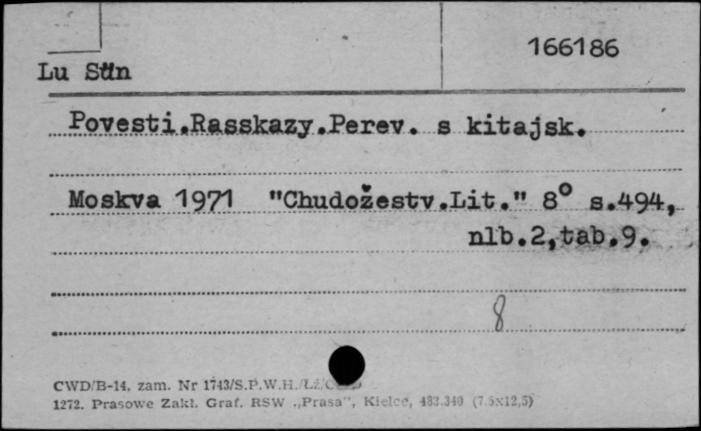 166186
Lu Sün
Povesti.Rasskazy.Perev. s kitajsk.
Moskva 1971 "Chudožestv.Lit." 8° s.494,
nlb.2,tab.9.
8
CWD/B-14, zam. Nr 1743/S.P.W.H./Łź/
1272. Prasowe Zakł. Graf. RSW „Prasa", Kielce, 483.340 (7.5x12,5)